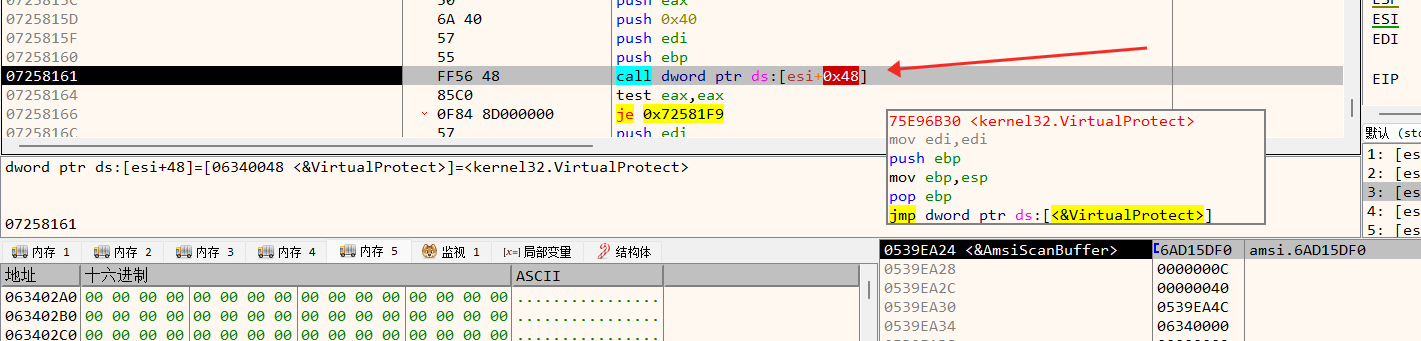 0725815C 50 push eax
0725815D 6A 40 push 0x40
0725815F 57 push edi
07258160 55 push ebp
07258161 FF56 48 call dword ptr ds:[esi+0x48]
07258164 85C0 test eax,eax
07258166 0F84 8D000000 je 0x72581F9
0725816C 57 push edi
ESI
EDI
EIP
75E96B30 <kernel32.VirtualProtect>
mov edi,edi
push ebp
mov ebp,esp
pop ebp
jmp dword ptr ds:[<&VirtualProtect>]
默认 (stc
1: [es
2: [es
3: [es
4: [es
5: [es
dword ptr ds:[esi+48]=[06340048 <&VirtualProtect>]=<kernel32.VirtualProtect>
07258161
内存 1 内存 2 内存 3 内存 4 内存 5 监视 1 [x=] 局部变量 结构体
地址 十六进制 ASCII
063402A0 00 00 00 00 00 00 00 00 00 00 00 00 00 00 00 00 ................
063402B0 00 00 00 00 00 00 00 00 00 00 00 00 00 00 00 00 ................
063402C0 00 00 00 00 00 00 00 00 00 00 00 00 00 00 00 00 ................
0539EA24 <&AmsiScanBuffer> 6AD15DF0 amsi.6AD15DF0
0539EA28 0000000C
0539EA2C 00000040
0539EA30 0539EA4C
0539EA34 06340000